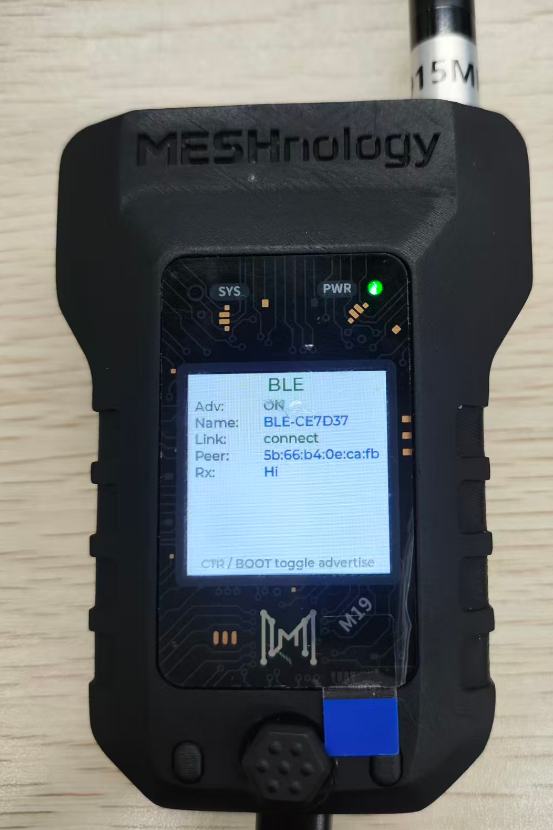 15M
MESHnology
SYS
PWR
BLE
Adv: ON
Name: BLE-CE7D37
Link: connect
Peer: 5b:66:b4:0e:ca:fb
Rx: Hi
CTR / BOOT toggle advertise
M19